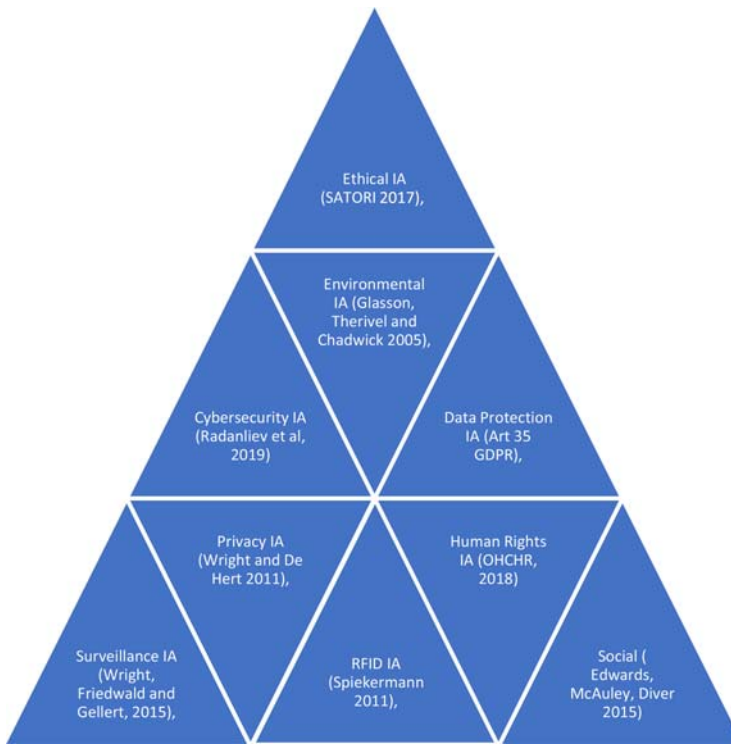 Ethical IA
(SATORI 2017),
Environmental
IA (Glasson,
Therivel and
Chadwick 2005),
Cybersecurity IA
(Radanliev et al,
2019)
Data Protection
IA (Art 35
GDPR),
Privacy IA
(Wright and De
Hert 2011),
Human Rights
IA (OHCHR,
2018)
Surveillance IA
(Wright,
Friedwald and
Gellert, 2015),
RFID IA
(Spiekermann
2011),
Social (
Edwards,
McAuley, Diver
2015)